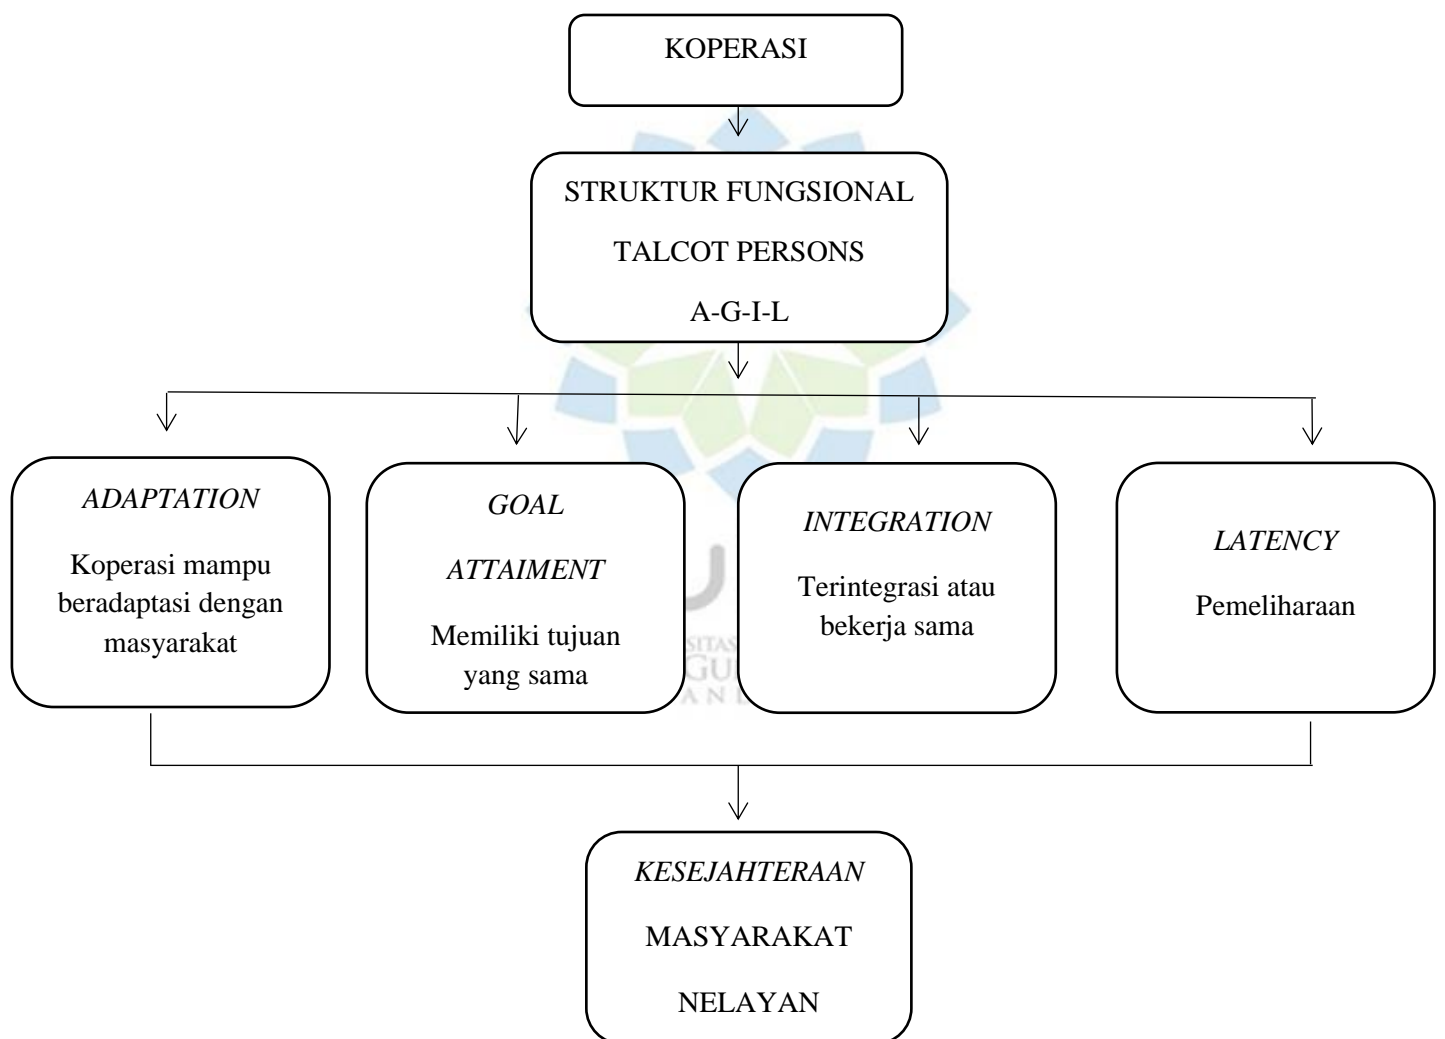 KOPERASI
STRUKTUR FUNGSIONAL
TALCOT PERSONS
A-G-I-L
ADAPTATION
Koperasi mampu
beradaptasi dengan
masyarakat
GOAL
ATTAIMENT
Memiliki tujuan
yang sama
INTEGRATION
Terintegrasi atau
bekerja sama
LATENCY
Pemeliharaan
KESEJAHTERAAN
MASYARAKAT
NELAYAN